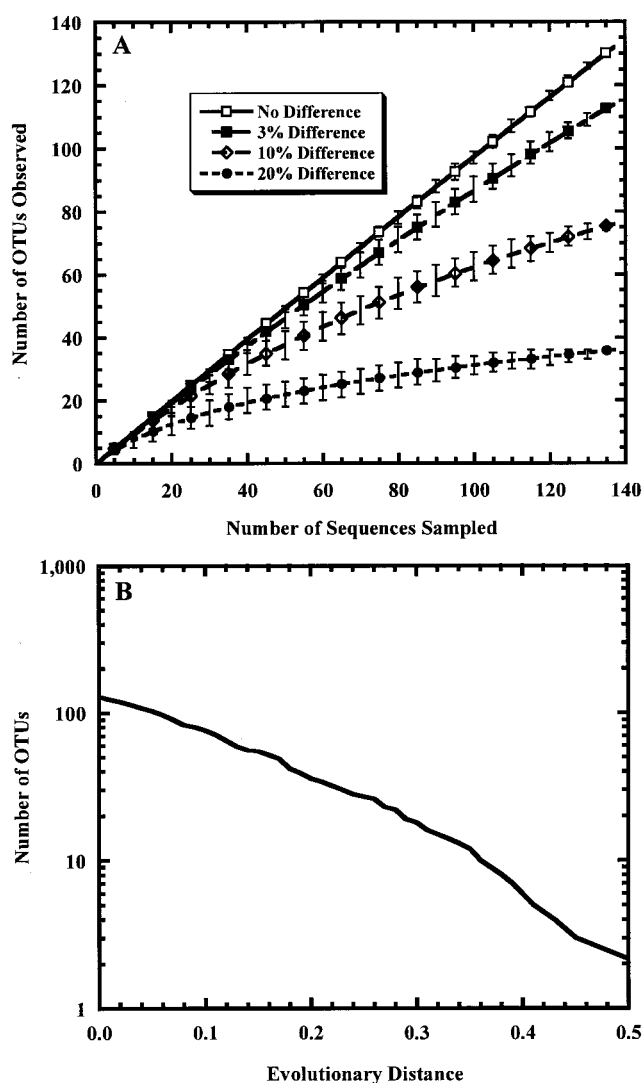 140
120
100
80
60
40
20
0
Number of OTUs Observed
A
No Difference
3% Difference
10% Difference
20% Difference
0 20 40 60 80 100 120 140
Number of Sequences Sampled
1,000
100
10
1
Number of OTUs
B
0.0 0.1 0.2 0.3 0.4 0.5
Evolutionary Distance